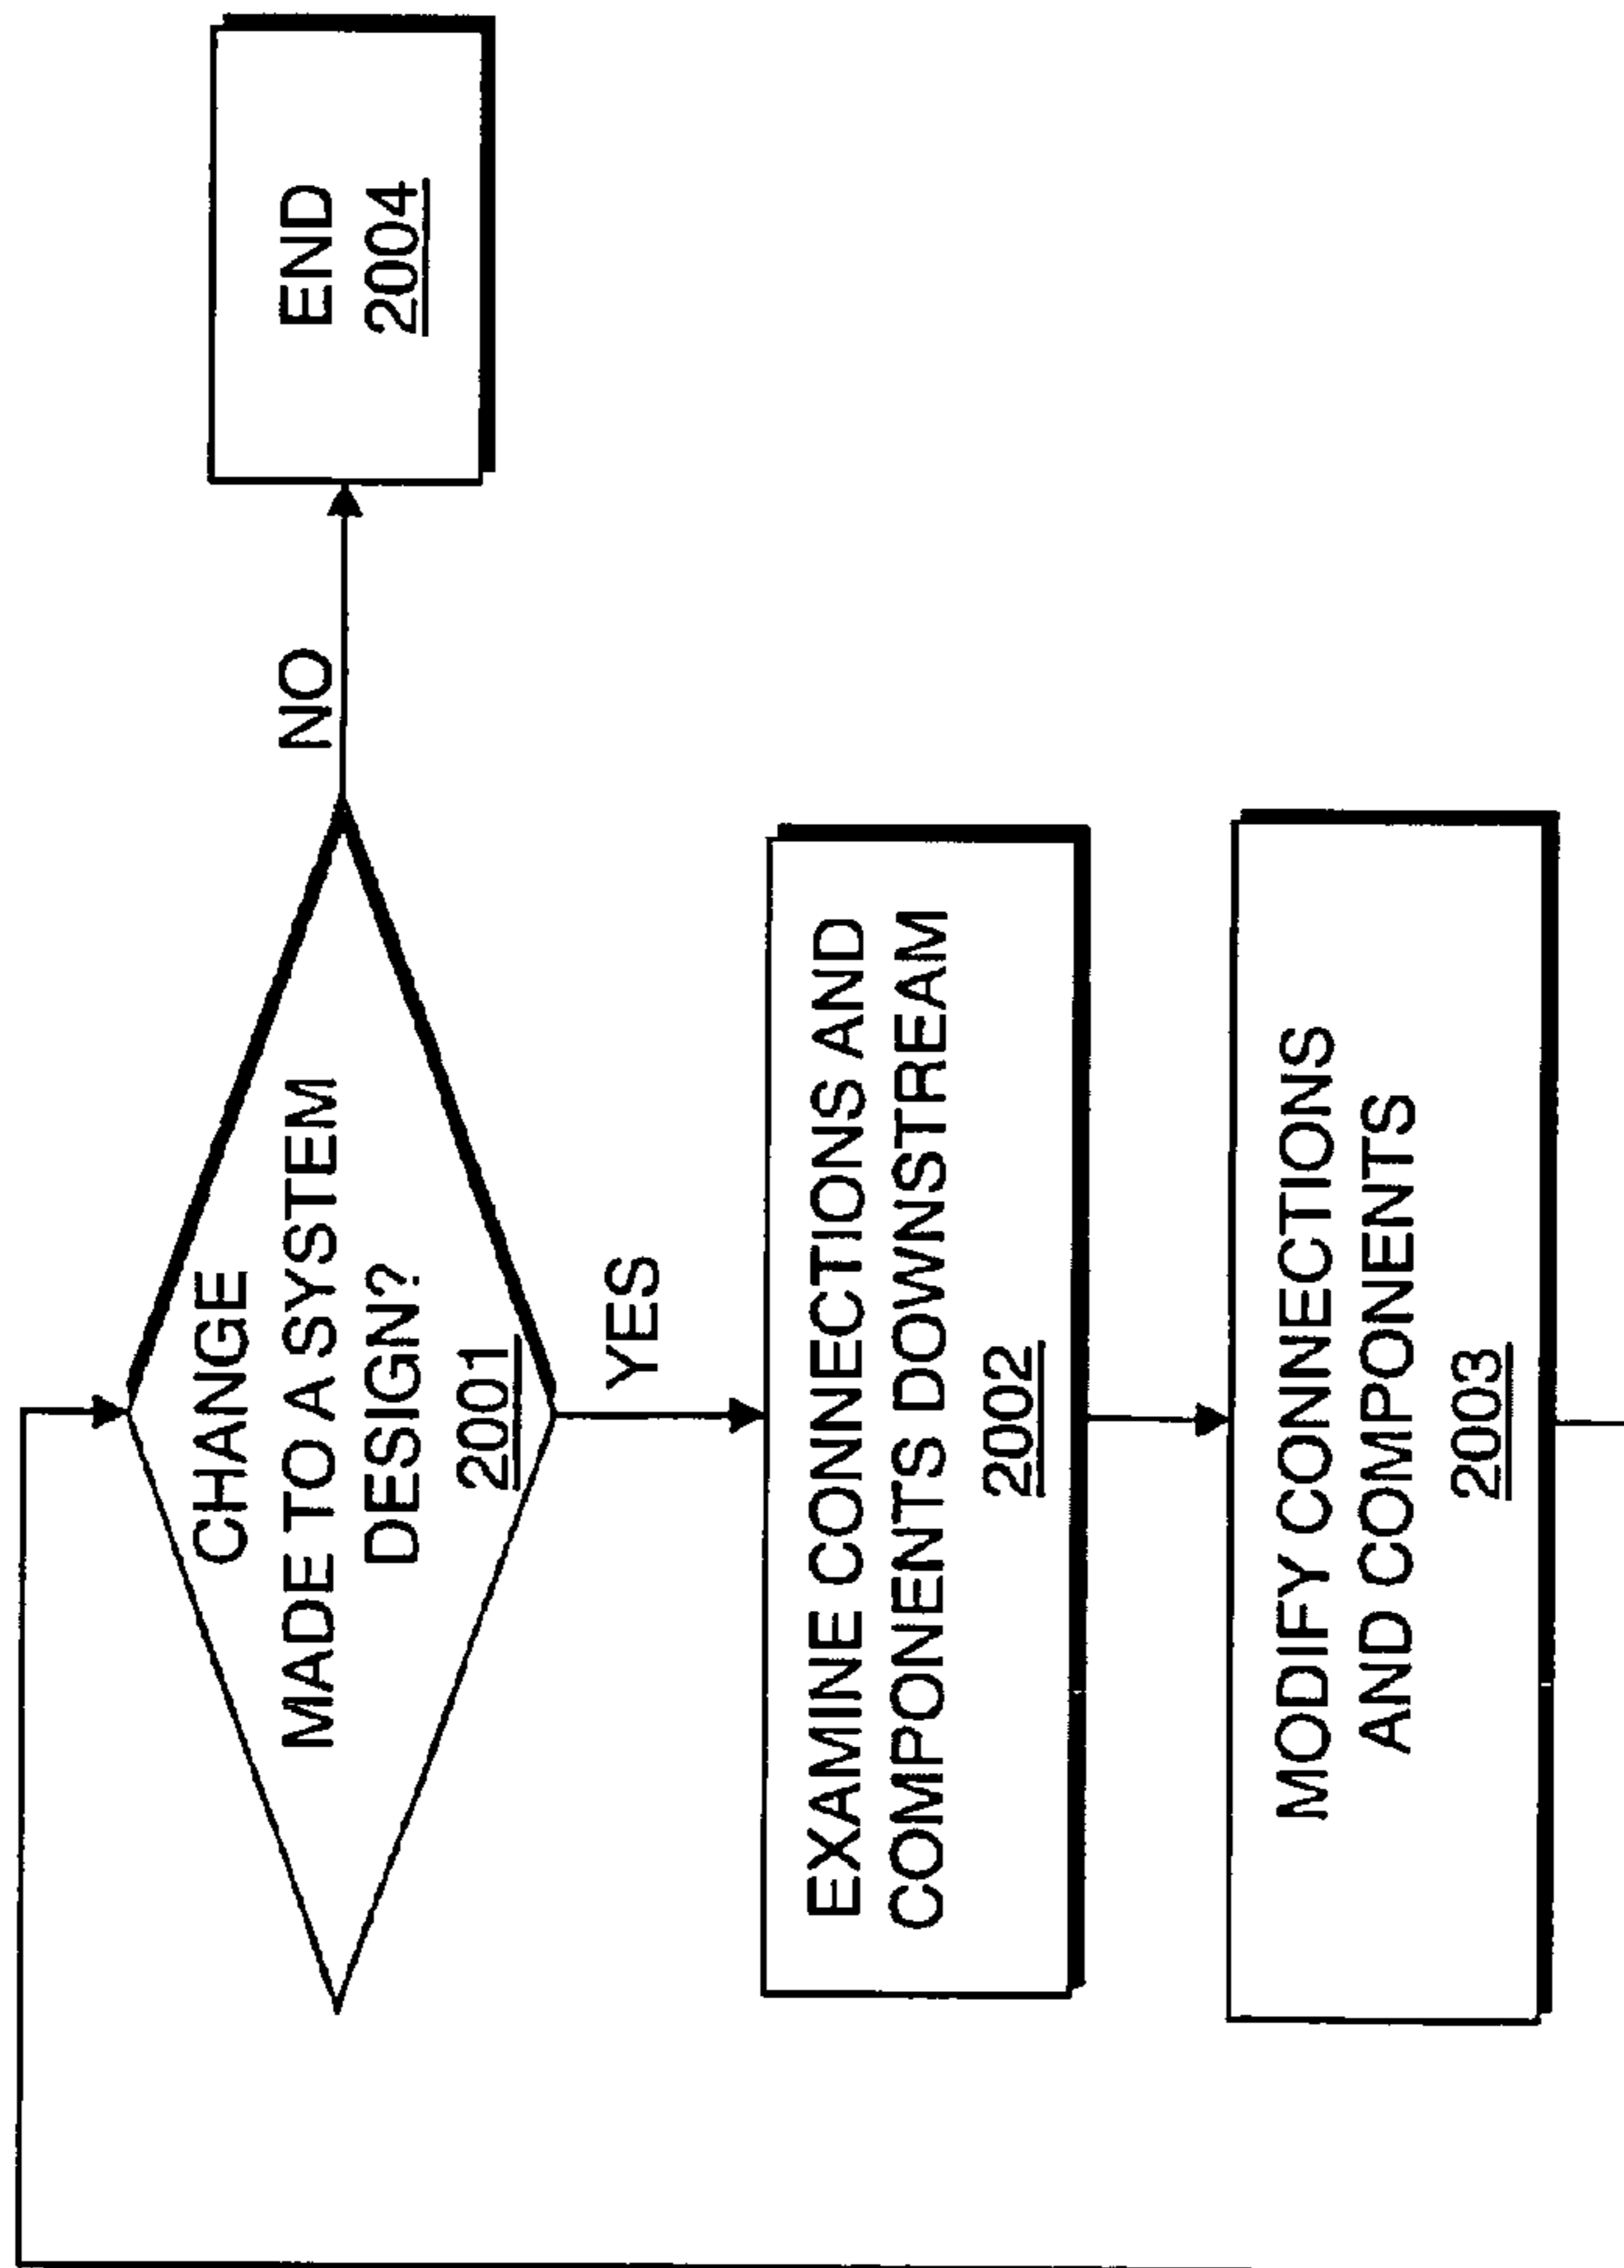 CHANGE
MADE TO A SYSTEM
DESIGN?
2001
NO
END
2004
YES
EXAMINE CONNECTIONS AND
COMPONENTS DOWNSTREAM
2002
MODIFY CONNECTIONS
AND COMPONENTS
2003